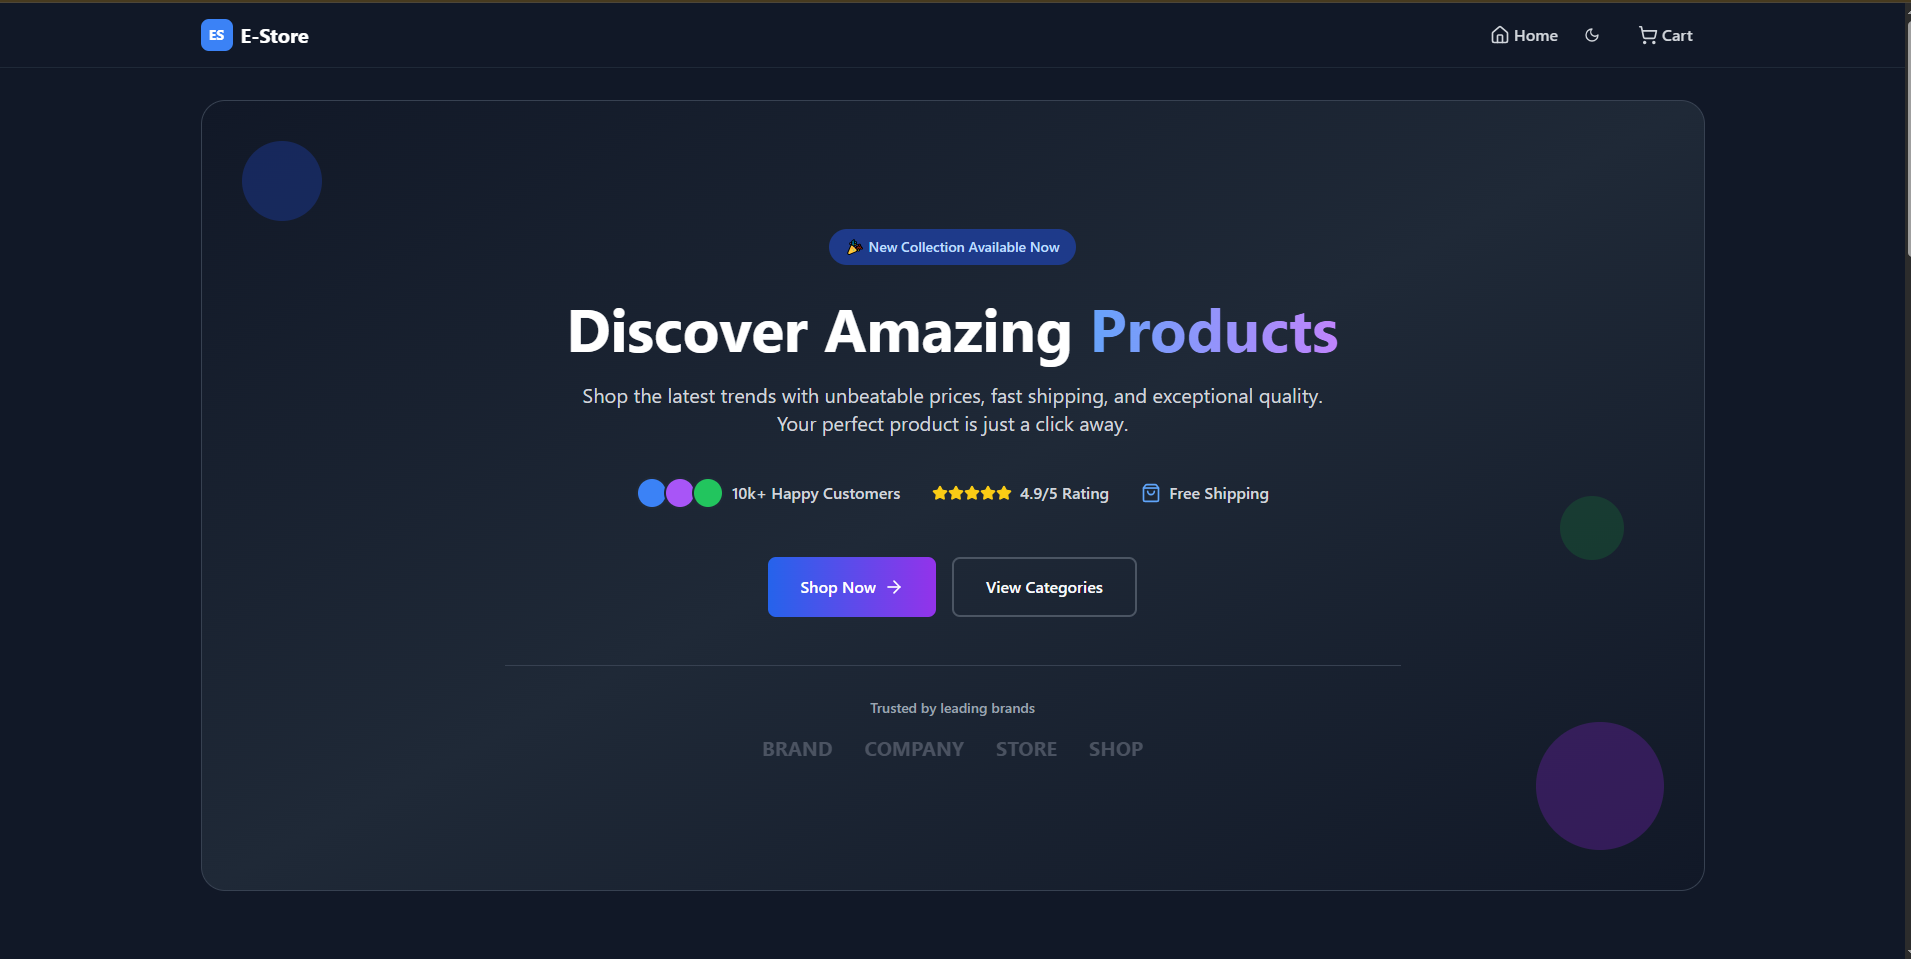 ES E-Store
Home
Cart
New Collection Available Now
Discover Amazing Products
Shop the latest trends with unbeatable prices, fast shipping, and exceptional quality.
Your perfect product is just a click away.
10k+ Happy Customers
4.9/5 Rating
Free Shipping
Shop Now
View Categories
Trusted by leading brands
BRAND COMPANY STORE SHOP